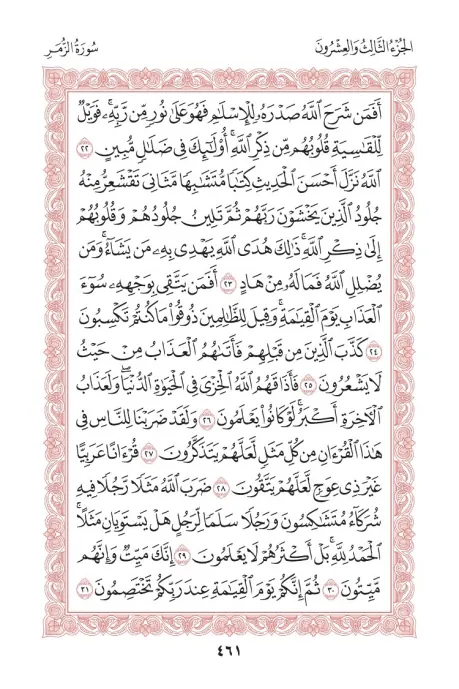 الجُزْءُ الثَّالِثُ وَالعِشْرُونَ
سُورَةُ الزُّمَرِ
أَفَمَن شَرَحَ ٱللَّهُ صَدْرَهُۥ لِلْإِسْلَٰمِ فَهُوَ عَلَىٰ نُورٍ مِّن رَّبِّهِۦۚ فَوَيْلٌ
لِّلْقَٰسِيَةِ قُلُوبُهُم مِّن ذِكْرِ ٱللَّهِۚ أُوْلَٰٓئِكَ فِى ضَلَٰلٍ مُّبِينٍ ٢٢
ٱللَّهُ نَزَّلَ أَحْسَنَ ٱلْحَدِيثِ كِتَٰبًا مُّتَشَٰبِهًا مَّثَانِىَ تَقْشَعِرُّ مِنْهُ
جُلُودُ ٱلَّذِينَ يَخْشَوْنَ رَبَّهُمْ ثُمَّ تَلِينُ جُلُودُهُمْ وَقُلُوبُهُمْ
إِلَىٰ ذِكْرِ ٱللَّهِۚ ذَٰلِكَ هُدَى ٱللَّهِ يَهْدِى بِهِۦ مَن يَشَآءُۚ وَمَن
يُضْلِلِ ٱللَّهُ فَمَا لَهُۥ مِنْ هَادٍ ٢٣ أَفَمَن يَتَّقِى بِوَجْهِهِۦ سُوٓءَ
ٱلْعَذَابِ يَوْمَ ٱلْقِيَٰمَةِۚ وَقِيلَ لِلظَّٰلِمِينَ ذُوقُوا۟ مَا كُنتُمْ تَكْسِبُونَ
٢٤ كَذَّبَ ٱلَّذِينَ مِن قَبْلِهِمْ فَأَتَىٰهُمُ ٱلْعَذَابُ مِنْ حَيْثُ
لَا يَشْعُرُونَ ٢٥ فَأَذَاقَهُمُ ٱللَّهُ ٱلْخِزْىَ فِى ٱلْحَيَوٰةِ ٱلدُّنْيَاۖ وَلَعَذَابُ
ٱلْءَاخِرَةِ أَكْبَرُۚ لَوْ كَانُوا۟ يَعْلَمُونَ ٢٦ وَلَقَدْ ضَرَبْنَا لِلنَّاسِ فِى
هَٰذَا ٱلْقُرْءَانِ مِن كُلِّ مَثَلٍ لَّعَلَّهُمْ يَتَذَكَّرُونَ ٢٧ قُرْءَانًا عَرَبِيًّا
غَيْرَ ذِى عِوَجٍ لَّعَلَّهُمْ يَتَّقُونَ ٢٨ ضَرَبَ ٱللَّهُ مَثَلًا رَّجُلًا فِيهِ
شُرَكَآءُ مُتَشَٰكِسُونَ وَرَجُلًا سَلَمًا لِّرَجُلٍ هَلْ يَسْتَوِيَانِ مَثَلًاۚ
ٱلْحَمْدُ لِلَّهِۚ بَلْ أَكْثَرُهُمْ لَا يَعْلَمُونَ ٢٩ إِنَّكَ مَيِّتٌ وَإِنَّهُم
مَّيِّتُونَ ٣٠ ثُمَّ إِنَّكُمْ يَوْمَ ٱلْقِيَٰمَةِ عِندَ رَبِّكُمْ تَخْتَصِمُونَ ٣١
٤٦١